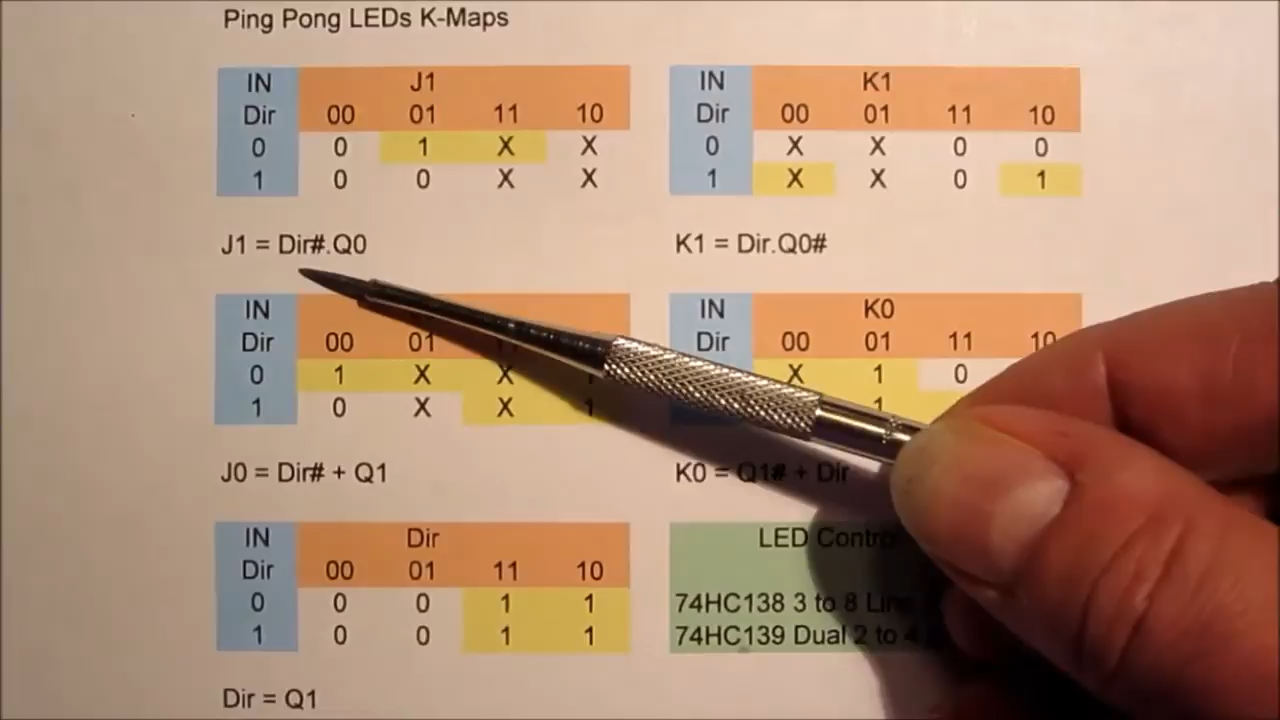 Ping Pong LEDs K-Maps
IN J1
Dir 00 01 11 10
0 0 1 X X
1 0 0 X X
J1 = Dir#.Q0
IN K1
Dir 00 01 11 10
0 X X 0 0
1 X X 0 1
K1 = Dir.Q0#
IN
Dir 00 01
0 1 X X
1 0 X X 1
J0 = Dir# + Q1
IN K0
Dir 00 01 11 10
X 1 0
1
K0 = Q1# + Dir
IN Dir
Dir 00 01 11 10
0 0 0 1 1
1 0 0 1 1
Dir = Q1
LED
74HC138 3 to 8
74HC139 Dual 2 to 4